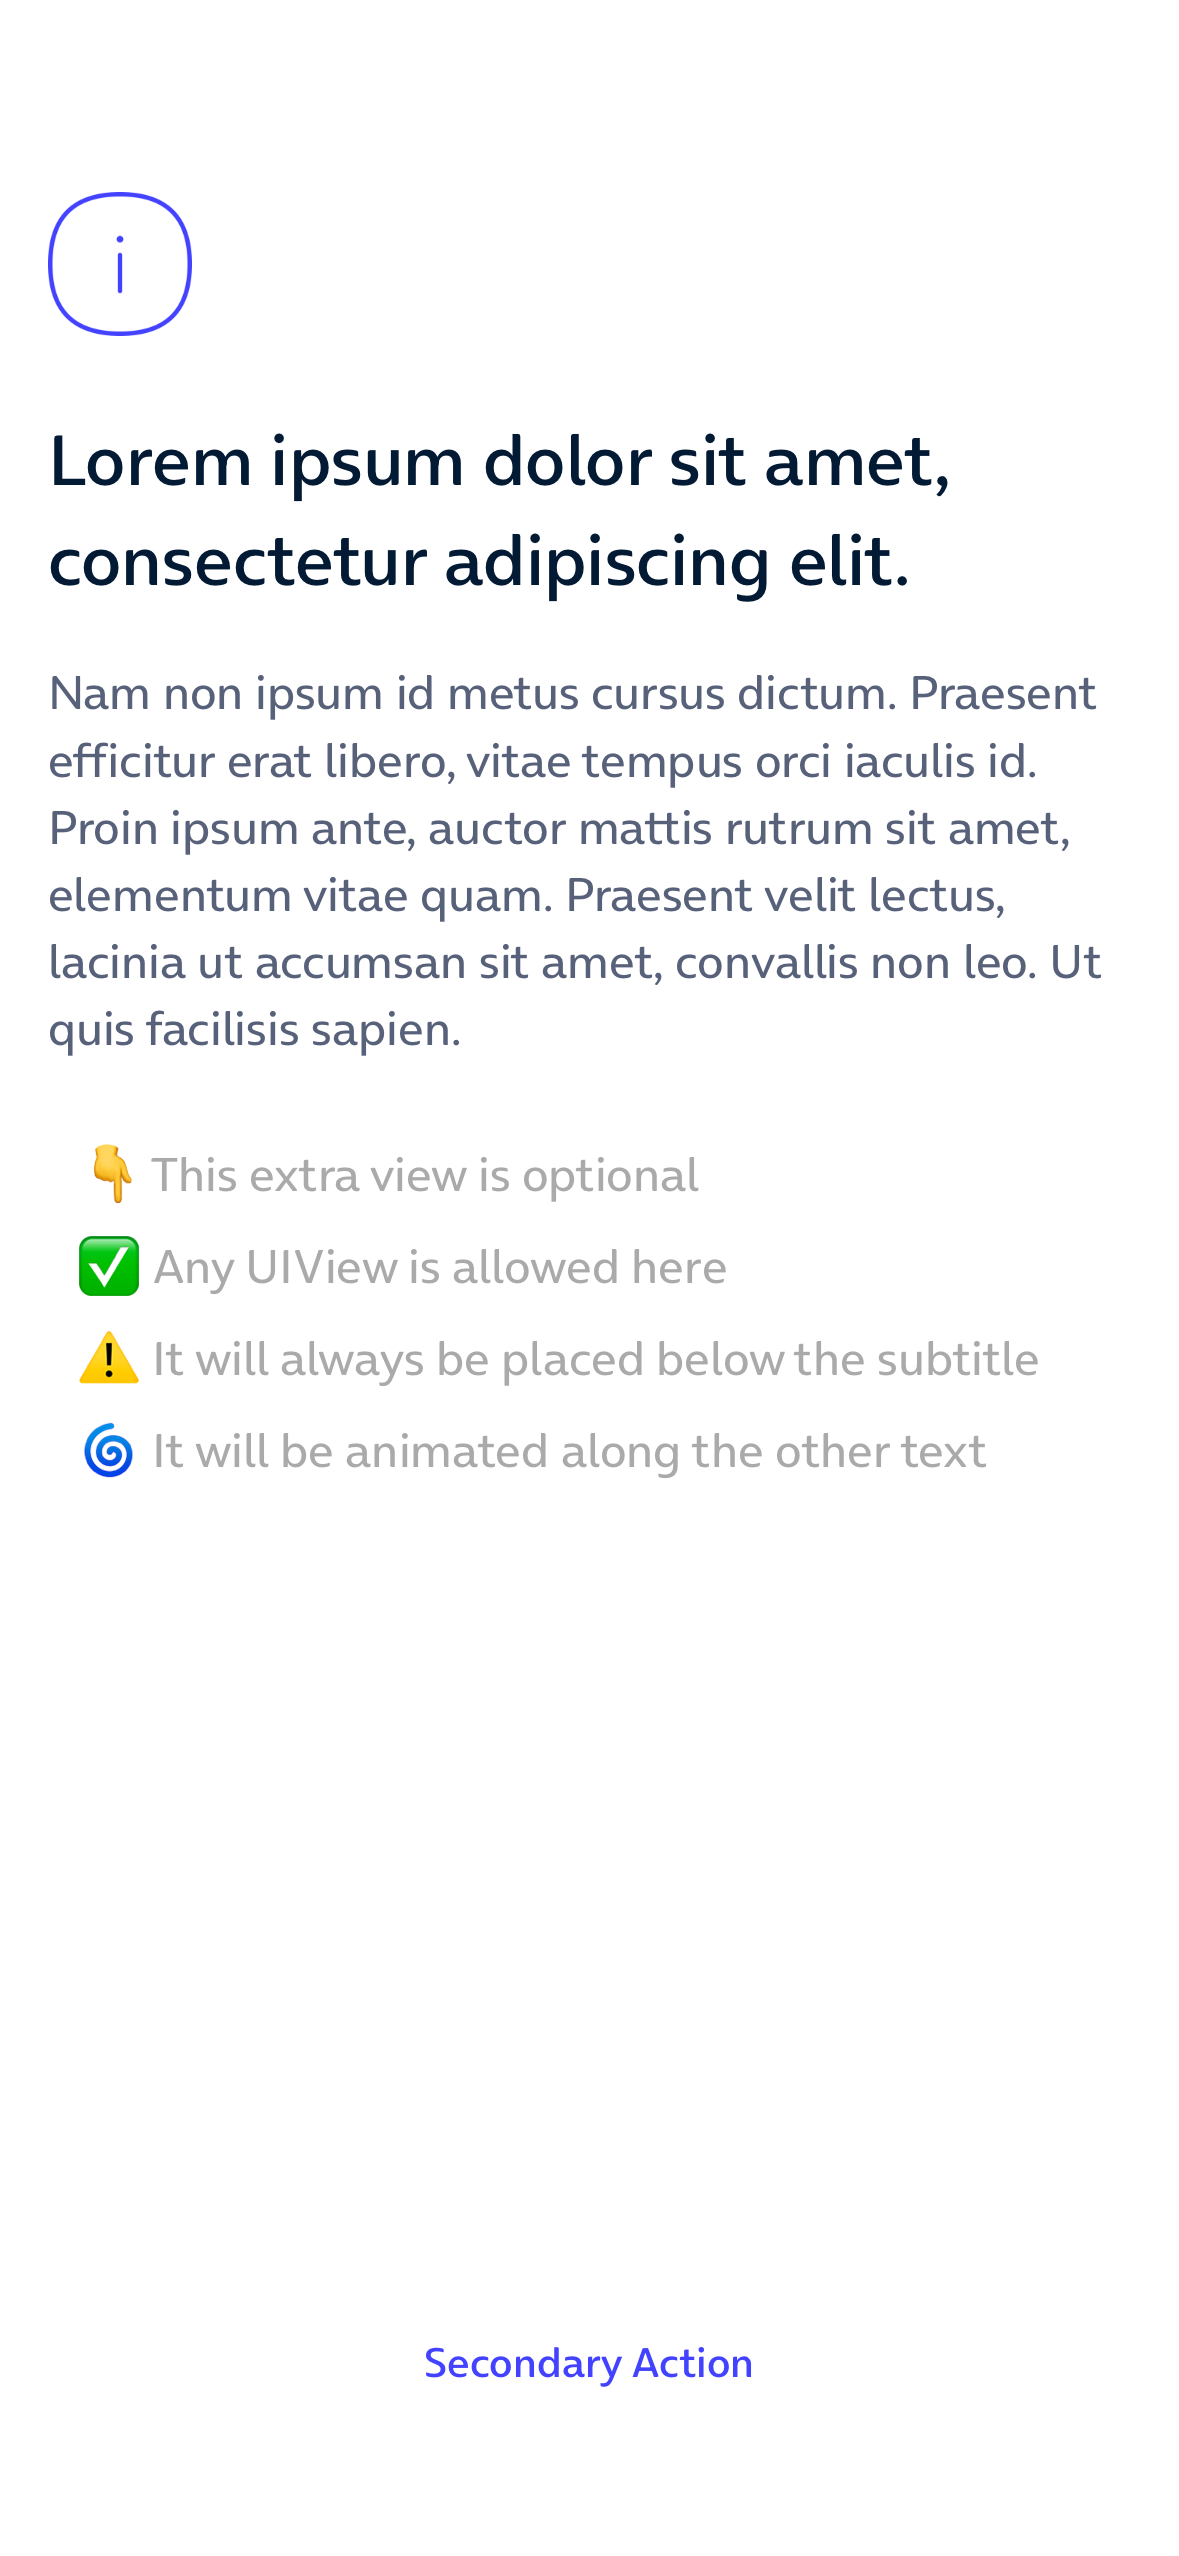 Lorem ipsum dolor sit amet,
consectetur adipiscing elit.
Nam non ipsum id metus cursus dictum. Praesent
efficitur erat libero, vitae tempus orci iaculis id.
Proin ipsum ante, auctor mattis rutrum sit amet,
elementum vitae quam. Praesent velit lectus,
lacinia ut accumsan sit amet, convallis non leo. Ut
quis facilisis sapien.
👇 This extra view is optional
✅ Any UIView is allowed here
⚠️ It will always be placed below the subtitle
🌀 It will be animated along the other text
Secondary Action